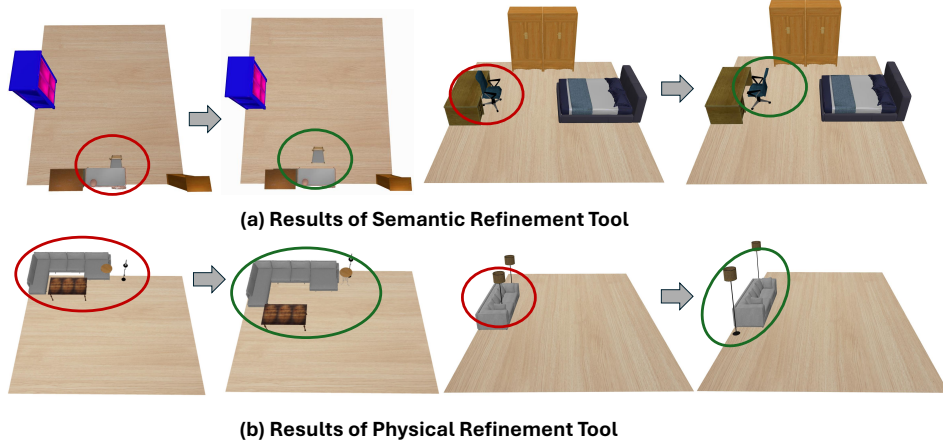 (a) Results of Semantic Refinement Tool
(b) Results of Physical Refinement Tool